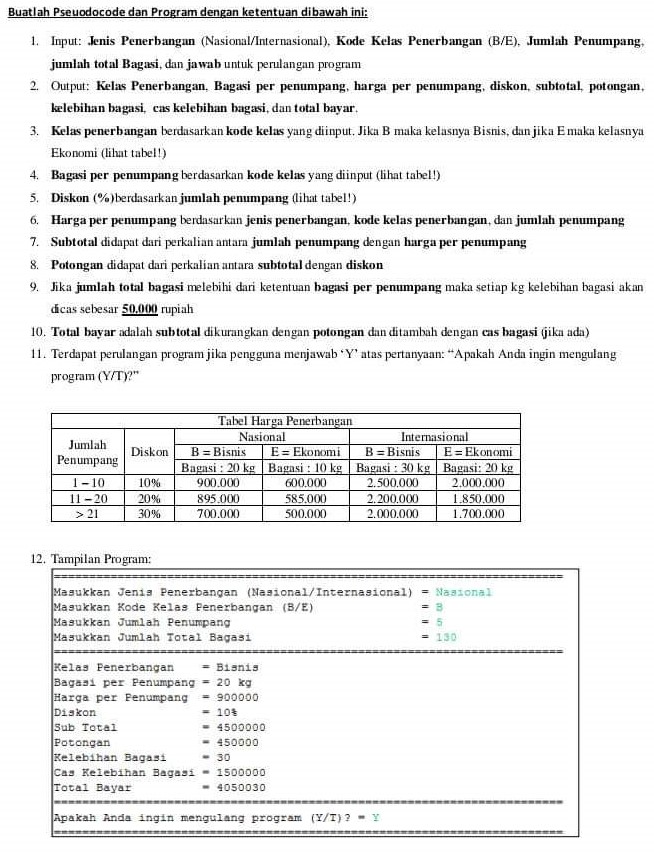 Buatlah Pseuodocode dan Program dengan ketentuan dibawah ini:
1. Input: Jenis Penerbangan (Nasional/Internasional), Kode Kelas Penerbangan (B/E), Jumlah Penumpang,
jumlah total Bagasi, dan jawab untuk perulangan program
2. Output: Kelas Penerbangan, Bagasi per penumpang, harga per penumpang, diskon, subtotal, potongan,
kelebihan bagasi, cas kelebihan bagasi, dan total bayar.
3. Kelas penerbangan berdasarkan kode kelas yang diinput. Jika B maka kelasnya Bisnis, dan jika E maka kelasnya
Ekonomi (lihat tabel!)
4. Bagasi per penumpang berdasarkan kode kelas yang diinput (lihat tabel!)
5. Diskon (%)berdasarkan jumlah penumpang (lihat tabel!)
6. Harga per penumpang berdasarkan jenis penerbangan, kode kelas penerbangan, dan jumlah penumpang
7. Subtotal didapat dari perkalian antara jumlah penumpang dengan harga per penumpang
8. Potongan didapat dari perkalian antara subtotal dengan diskon
9. Jika jumlah total bagasi melebihi dari ketentuan bagasi per penumpang maka setiap kg kelebihan bagasi akan
dicas sebesar 50.000 rupiah
10. Total bayar adalah subtotal dikurangkan dengan potongan dan ditambah dengan cas bagasi (jika ada)
11. Terdapat perulangan program jika pengguna menjawab ‘Y’ atas pertanyaan: “Apakah Anda ingin mengulang
program (Y/T)?”
Tabel Harga Penerbangan
Jumlah Penumpang Diskon Nasional Internasional
B = Bisnis E = Ekonomi B = Bisnis E = Ekonomi
Bagasi : 20 kg Bagasi : 10 kg Bagasi : 30 kg Bagasi: 20 kg
1 – 10 10% 900.000 600.000 2.500.000 2.000.000
11 – 20 20% 895.000 585.000 2.200.000 1.850.000
> 21 30% 700.000 500.000 2.000.000 1.700.000
12. Tampilan Program:
Masukkan Jenis Penerbangan (Nasional/Internasional) = Nasional
Masukkan Kode Kelas Penerbangan (B/E) = B
Masukkan Jumlah Penumpang = 5
Masukkan Jumlah Total Bagasi = 130
Kelas Penerbangan = Bisnis
Bagasi per Penumpang = 20 kg
Harga per Penumpang = 900000
Diskon = 10%
Sub Total = 4500000
Potongan = 450000
Kelebihan Bagasi = 30
Cas Kelebihan Bagasi = 1500000
Total Bayar = 4050030
Apakah Anda ingin mengulang program (Y/T)? = Y